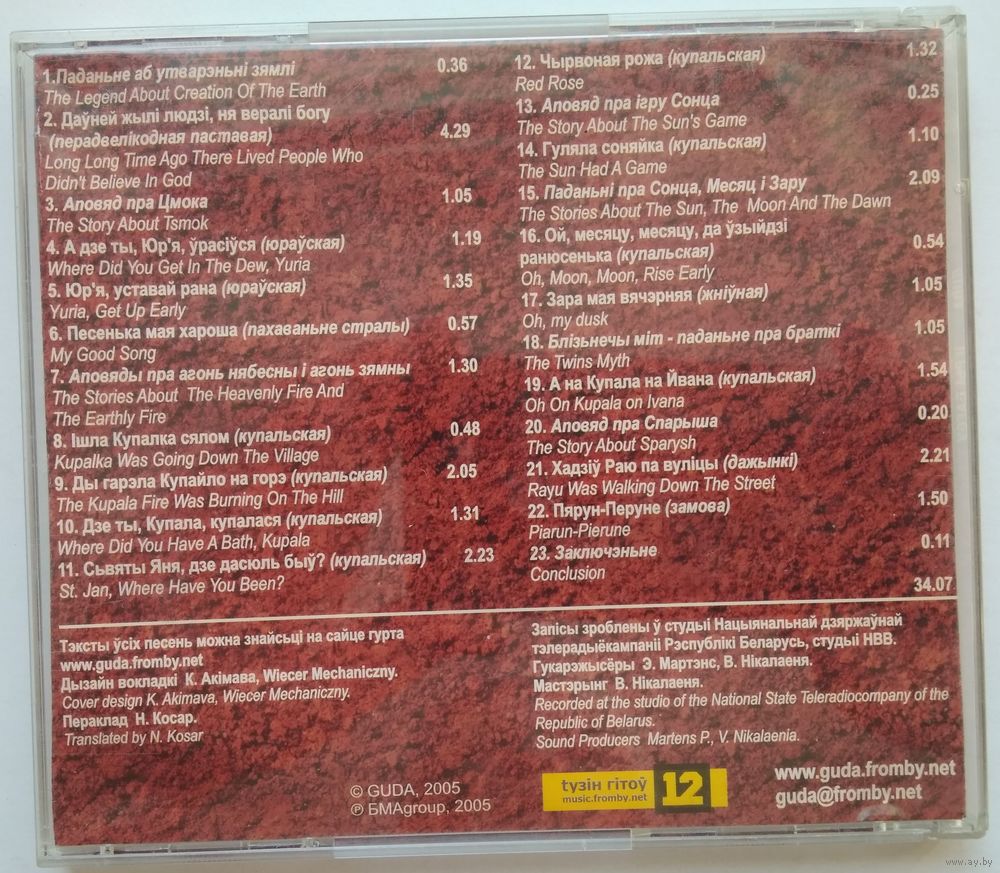 1.Паданьне аб утварэньні зямлі 0.36
The Legend About Creation Of The Earth
2. Даўней жылі людзі, ня вералі богу
(перадвелікодная паставая) 4.29
Long Long Time Ago There Lived People Who
Didn't Believe In God
3. Аповяд пра Цмока 1.05
The Story About Tsmok
4. А дзе ты, Юр'я, ўрасіўся (юраўская) 1.19
Where Did You Get In The Dew, Yuria
5. Юр'я, уставай рана (юраўская) 1.35
Yuria, Get Up Early
6. Песенька мая хароша (пахаваньне стралы) 0.57
My Good Song
7. Аповяды пра агонь нябесны і агонь зямны 1.30
The Stories About The Heavenly Fire And
The Earthly Fire
8. Ішла Купалка сялом (купальская) 0.48
Kupalka Was Going Down The Village
9. Ды гарэла Купайло на горэ (купальская) 2.05
The Kupala Fire Was Burning On The Hill
10. Дзе ты, Купала, купалася (купальская) 1.31
Where Did You Have A Bath, Kupala
11. Сьвяты Яня, дзе дасюль быў? (купальская) 2.23
St. Jan, Where Have You Been?
12. Чырвоная рожа (купальская) 1.32
Red Rose
13. Аповяд пра ігру Сонца 0.25
The Story About The Sun's Game
14. Гуляла соняйка (купальская) 1.10
The Sun Had A Game
15. Паданьні пра Сонца, Месяц і Зару 2.09
The Stories About The Sun, The Moon And The Dawn
16. Ой, месяцу, месяцу, да ўзыйдзі
ранюсенька (купальская) 0.54
Oh, Moon, Moon, Rise Early
17. Зара мая вячэрняя (жніўная) 1.05
Oh, my dusk
18. Блізьнечы міт - паданьне пра браткі 1.05
The Twins Myth
19. А на Купала на Йвана (купальская) 1.54
Oh On Kupala on Ivana
20. Аповяд пра Спарыша 0.20
The Story About Sparysh
21. Хадзіў Раю па вуліцы (дажынкі) 2.21
Rayu Was Walking Down The Street
22. Пярун-Перуне (замова) 1.50
Piarun-Pierune
23. Заключэньне 0.11
Conclusion
34.07
Тэксты ўсіх песень можна знайсьці на сайце гурта
www.guda.fromby.net
Дызайн вокладкі К. Акімава, Wiecer Mechaniczny.
Cover design K. Akimava, Wiecer Mechaniczny.
Пераклад Н. Косар.
Translated by N. Kosar
Запісы зроблены ў студыі Нацыянальнай дзяржаўнай
тэлерадыёкампаніі Рэспублікі Беларусь, студыі НВВ.
Гукарэжысёры Э. Мартэнс, В. Нікалаеня.
Мастэрынг В. Нікалаеня.
Recorded at the studio of the National State Teleradiocompany of the
Republic of Belarus.
Sound Producers Martens P., V. Nikalaenia.
© GUDA, 2005
℗ БМАgroup, 2005
тузін гітоў 12
music.fromby.net
www.guda.fromby.net
guda@fromby.net
www.ay.by